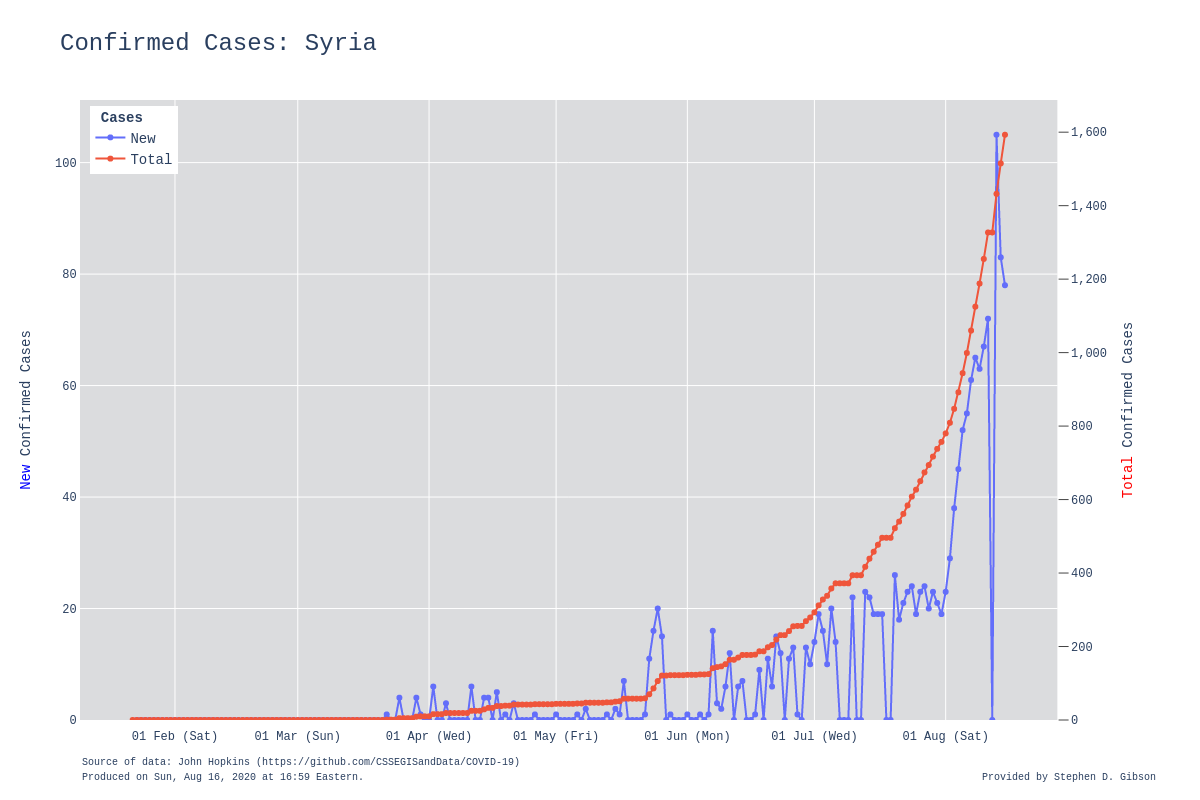 Confirmed Cases: Syria
Cases
New
Total
100
80
60
40
20
0
1,600
1,400
1,200
1,000
800
600
400
200
0
New Confirmed Cases
Total Confirmed Cases
01 Feb (Sat)
01 Mar (Sun)
01 Apr (Wed)
01 May (Fri)
01 Jun (Mon)
01 Jul (Wed)
01 Aug (Sat)
Source of data: John Hopkins (https://github.com/CSSEGISandData/COVID-19)
Produced on Sun, Aug 16, 2020 at 16:59 Eastern.
Provided by Stephen D. Gibson